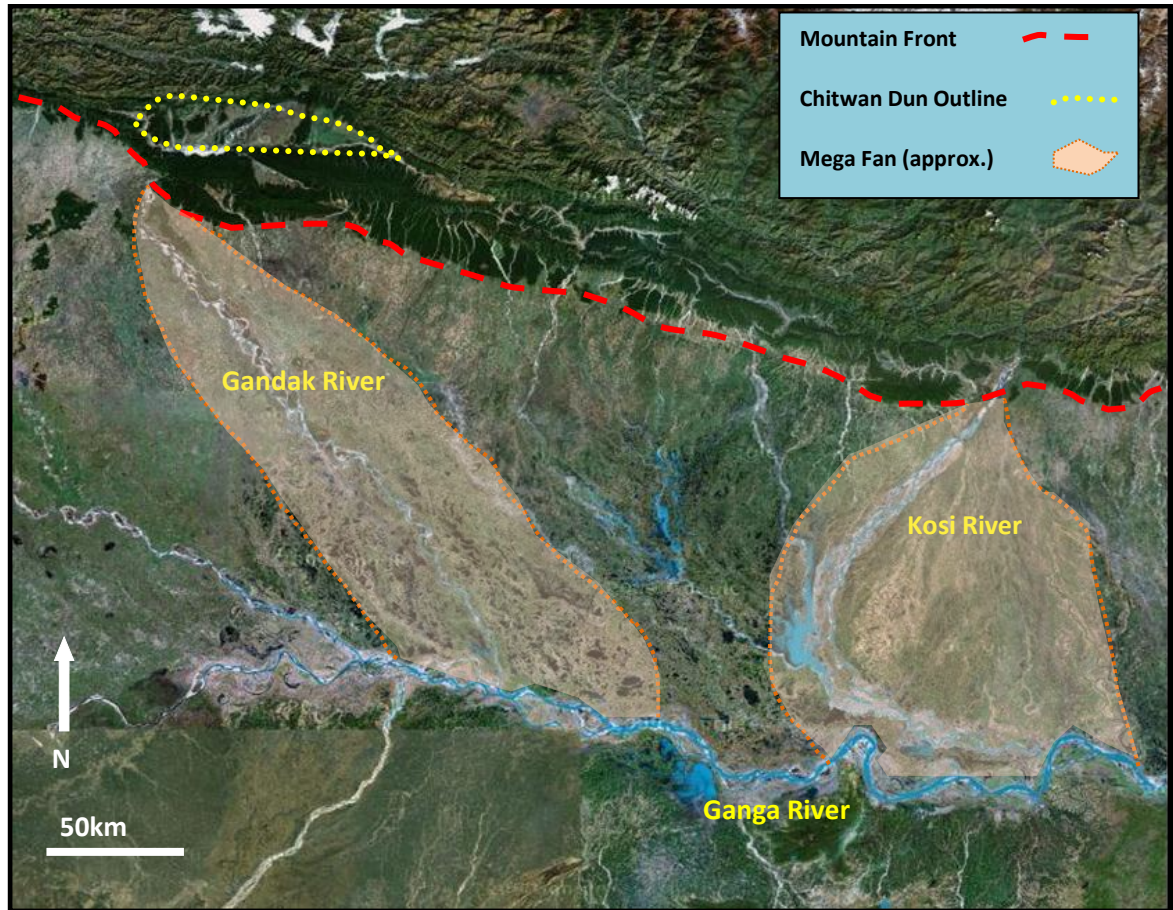 Mountain Front
Chitwan Dun Outline
Mega Fan (approx.)
Gandak River
Kosi River
N
Ganga River
50km